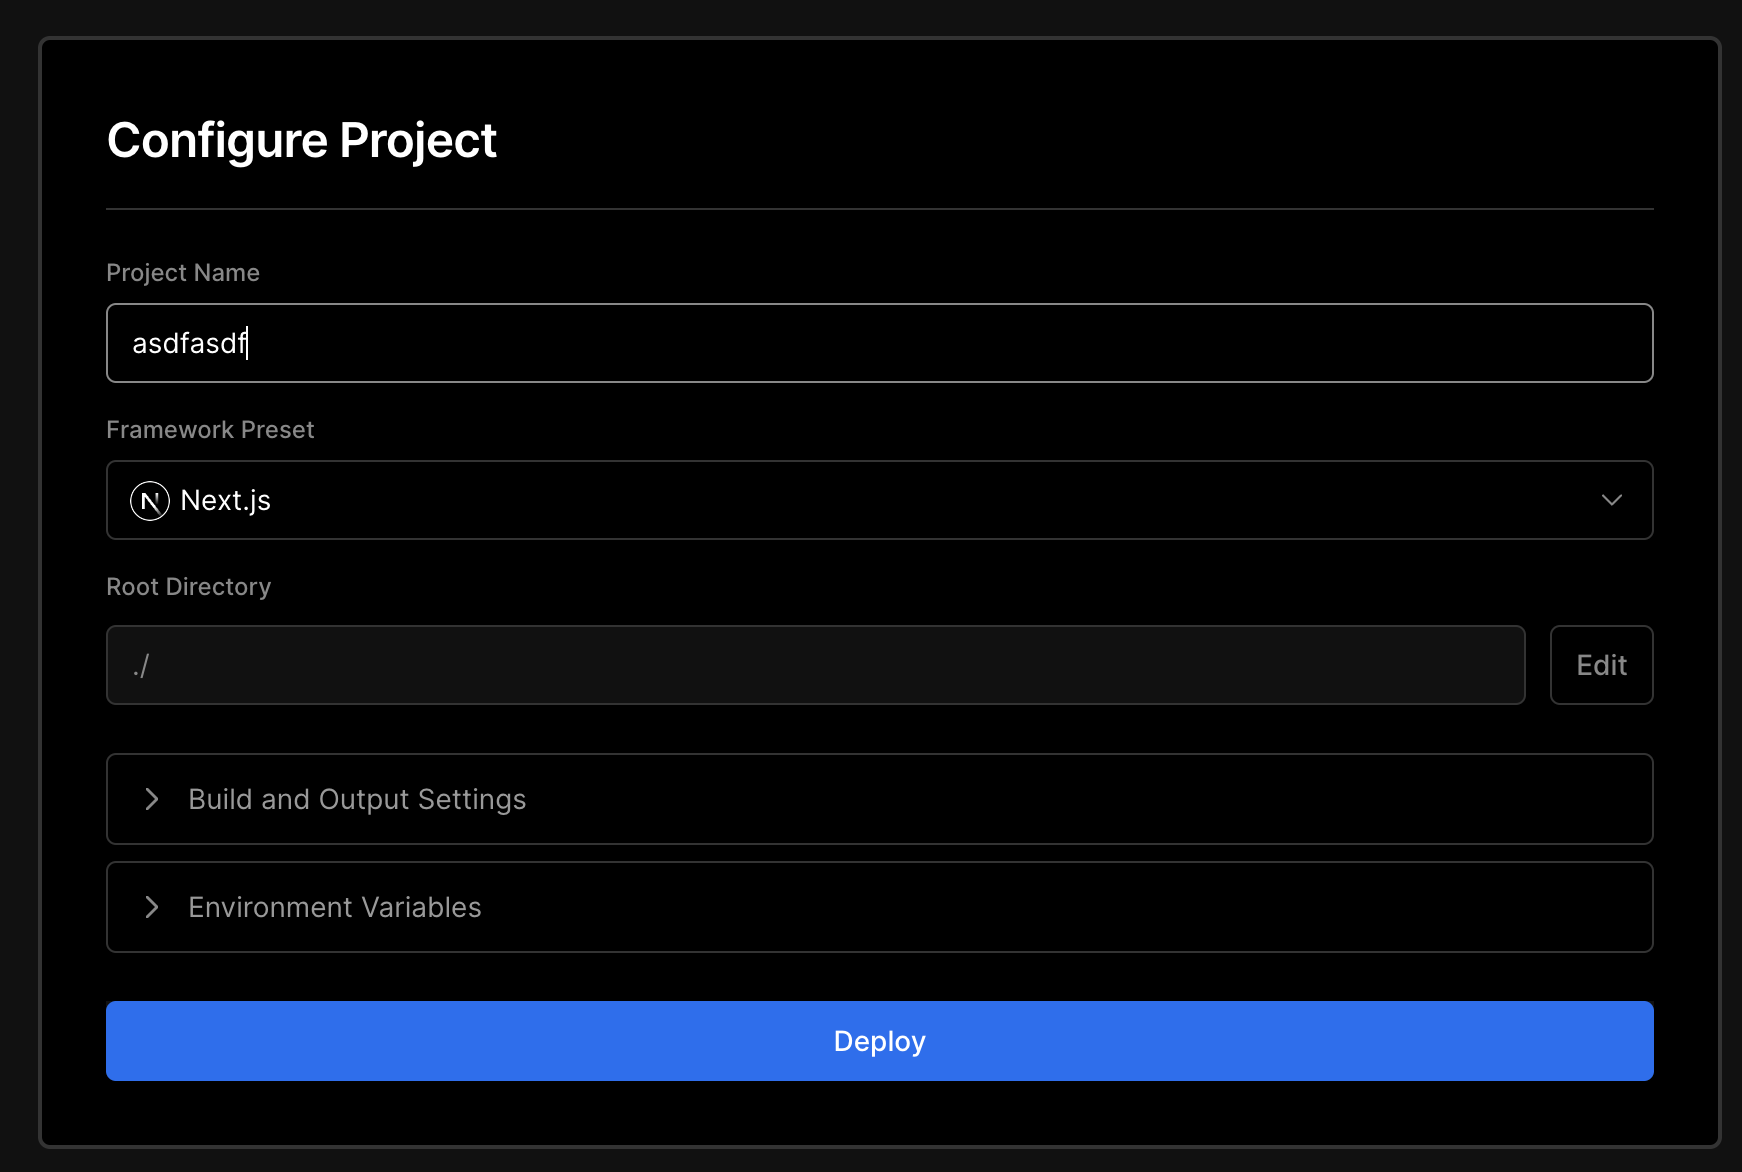 Configure Project
Project Name
asdfasdf
Framework Preset
N Next.js
Root Directory
./
Edit
Build and Output Settings
Environment Variables
Deploy